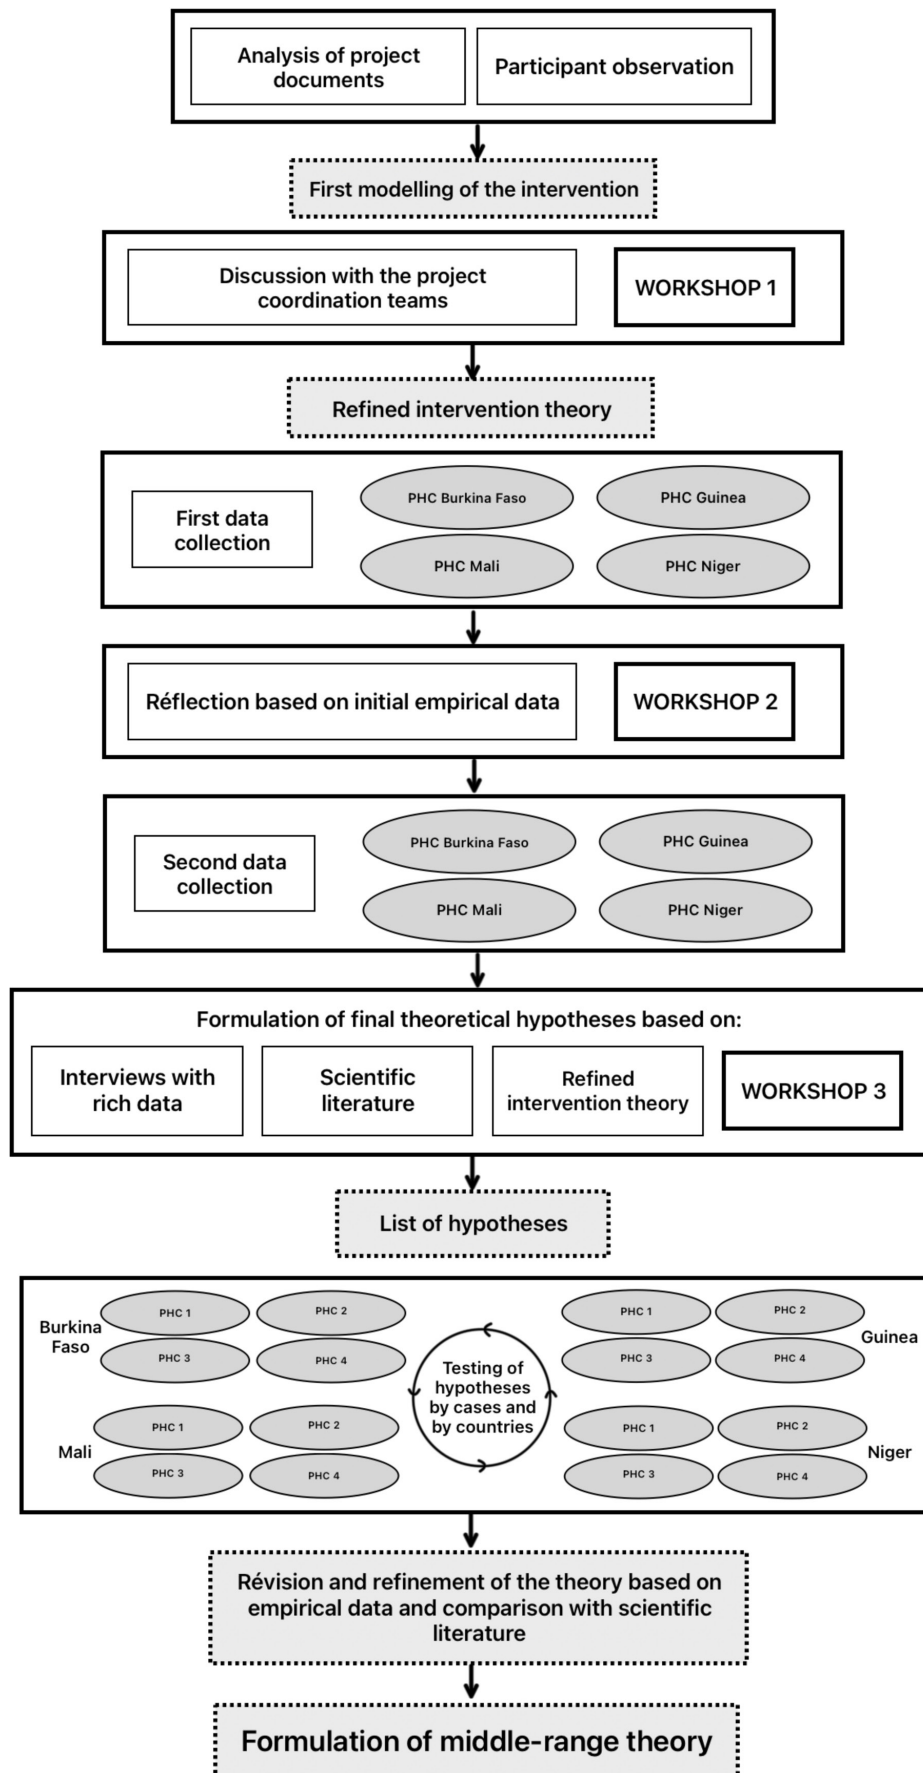 Analysis of project
documents
Participant observation
First modelling of the intervention
Discussion with the project
coordination teams
WORKSHOP 1
Refined intervention theory
First data
collection
PHC Burkina Faso
PHC Guinea
PHC Mali
PHC Niger
Réflection based on initial empirical data
WORKSHOP 2
Second data
collection
PHC Burkina Faso
PHC Guinea
PHC Mali
PHC Niger
Formulation of final theoretical hypotheses based on:
Interviews with
rich data
Scientific
literature
Refined
intervention theory
WORKSHOP 3
List of hypotheses
Burkina
Faso
PHC 1
PHC 2
PHC 3
PHC 4
Guinea
PHC 1
PHC 2
PHC 3
PHC 4
Testing of
hypotheses
by cases and
by countries
Mali
PHC 1
PHC 2
PHC 3
PHC 4
Niger
PHC 1
PHC 2
PHC 3
PHC 4
Révision and refinement of the theory based on
empirical data and comparison with scientific
literature
Formulation of middle-range theory